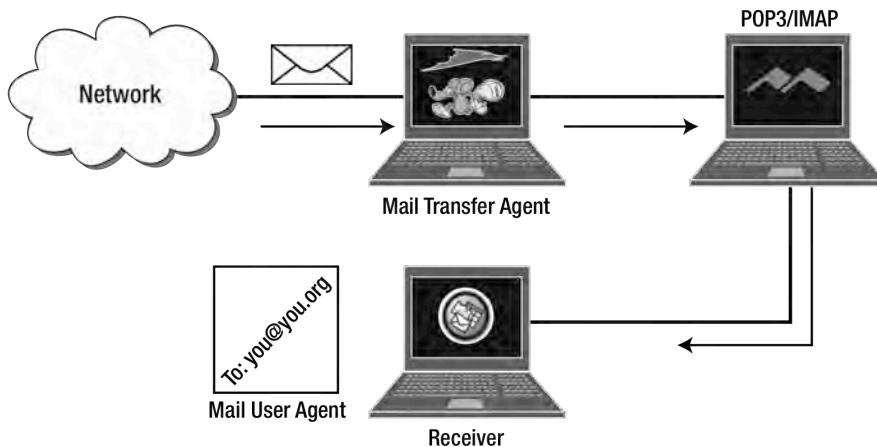 POP3/IMAP
Network
Mail Transfer Agent
To: you@you.org
Mail User Agent
Receiver